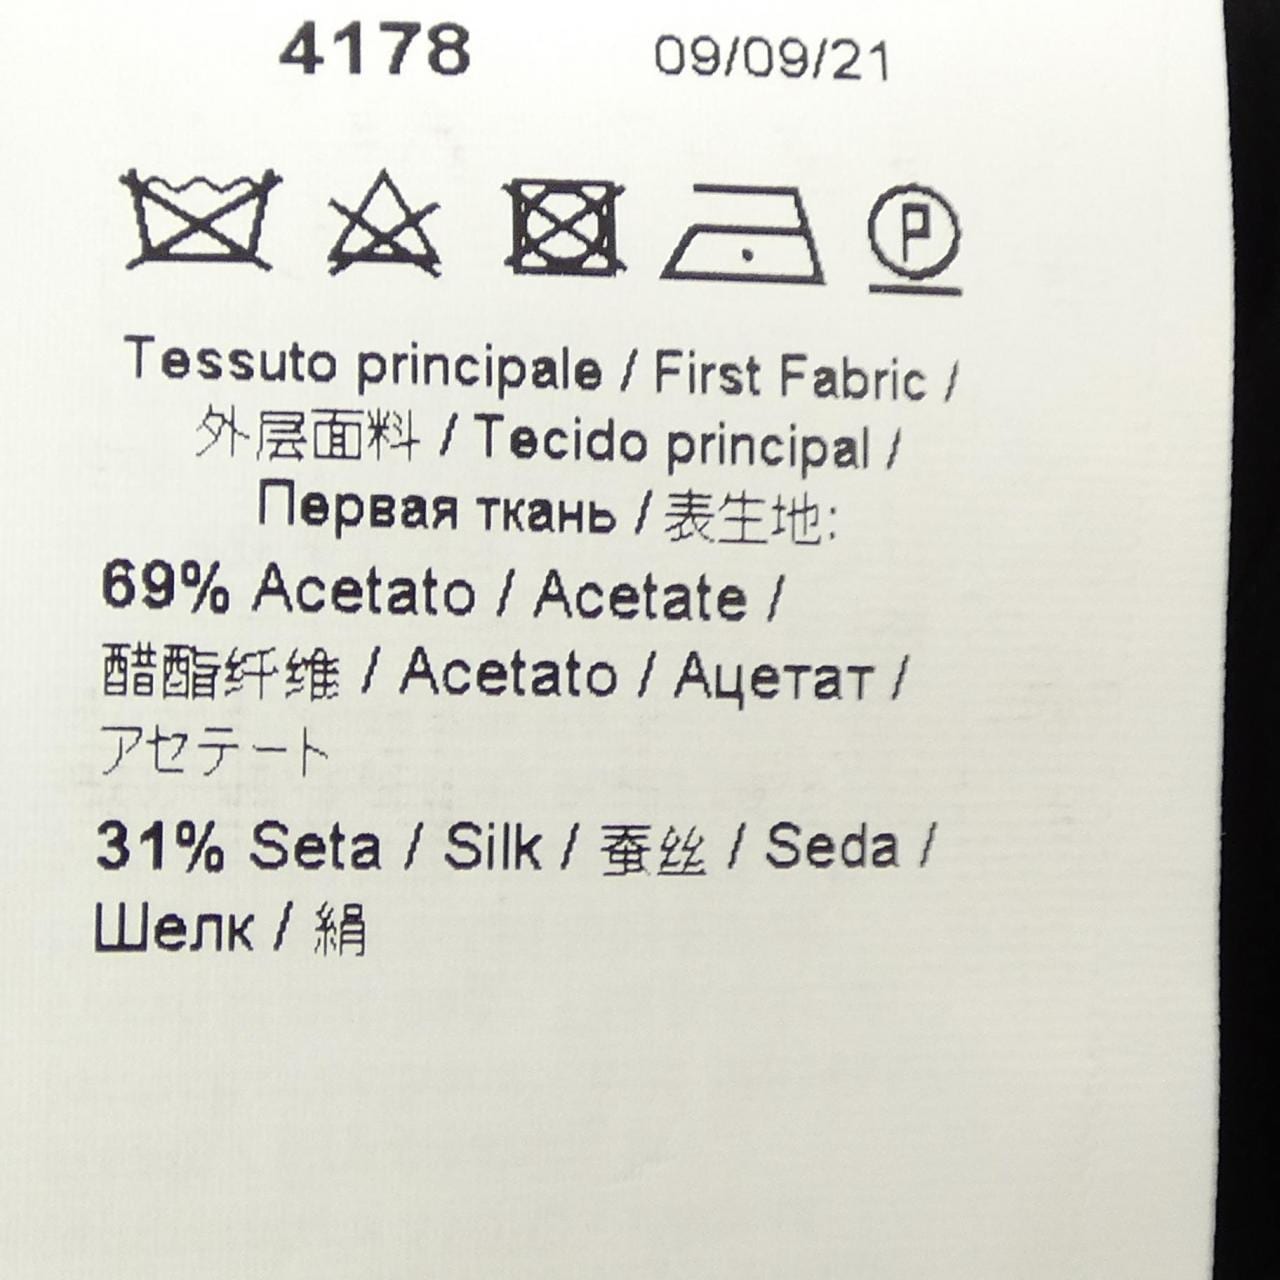 4178 09/09/21
P
Tessuto principale / First Fabric /
外层面料 / Tecido principal /
Первая ткань / 表生地:
69% Acetato / Acetate /
醋酯纤维 / Acetato / Ацетат /
アセテート
31% Seta / Silk / 蚕丝 / Seda /
Шелк / 絹